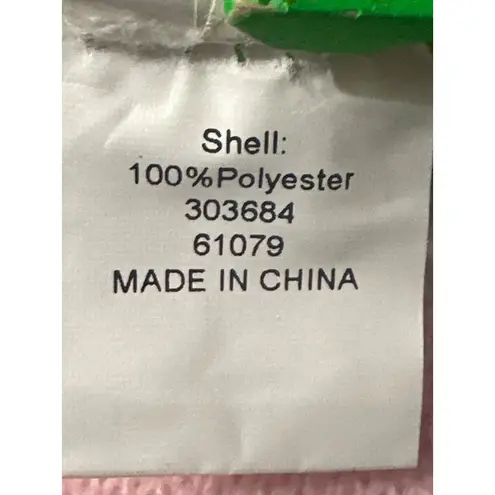 Shell:
100%Polyester
303684
61079
MADE IN CHINA